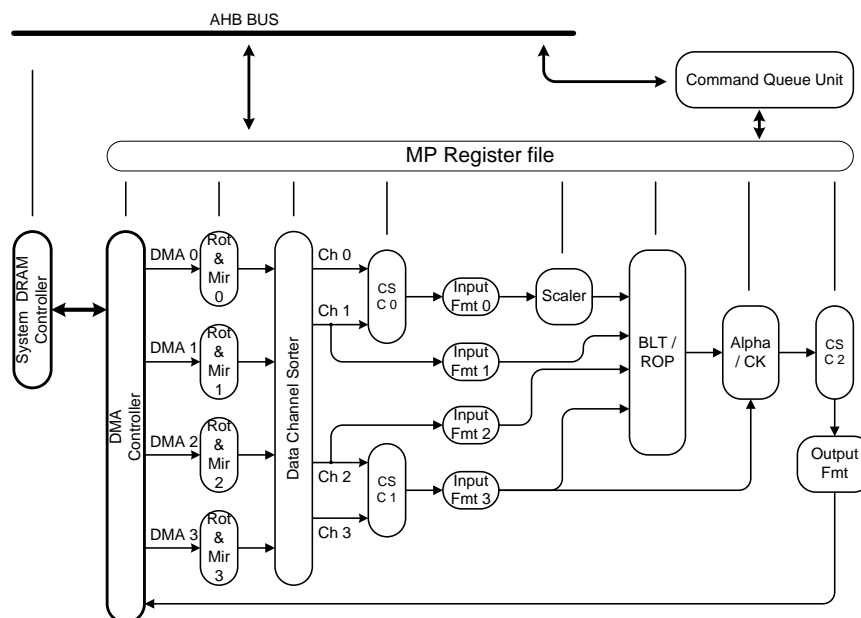 AHB BUS
Command Queue Unit
MP Register file
System DRAM
Controller
DMA
Controller
DMA 0
DMA 1
DMA 2
DMA 3
Rot
&
Mir
0
Rot
&
Mir
1
Rot
&
Mir
2
Rot
&
Mir
3
Data Channel Sorter
Ch 0
Ch 1
Ch 2
Ch 3
CS
C 0
CS
C 1
Input
Fmt 0
Input
Fmt 1
Input
Fmt 2
Input
Fmt 3
Scaler
BLT /
ROP
Alpha
/ CK
CS
C 2
Output
Fmt